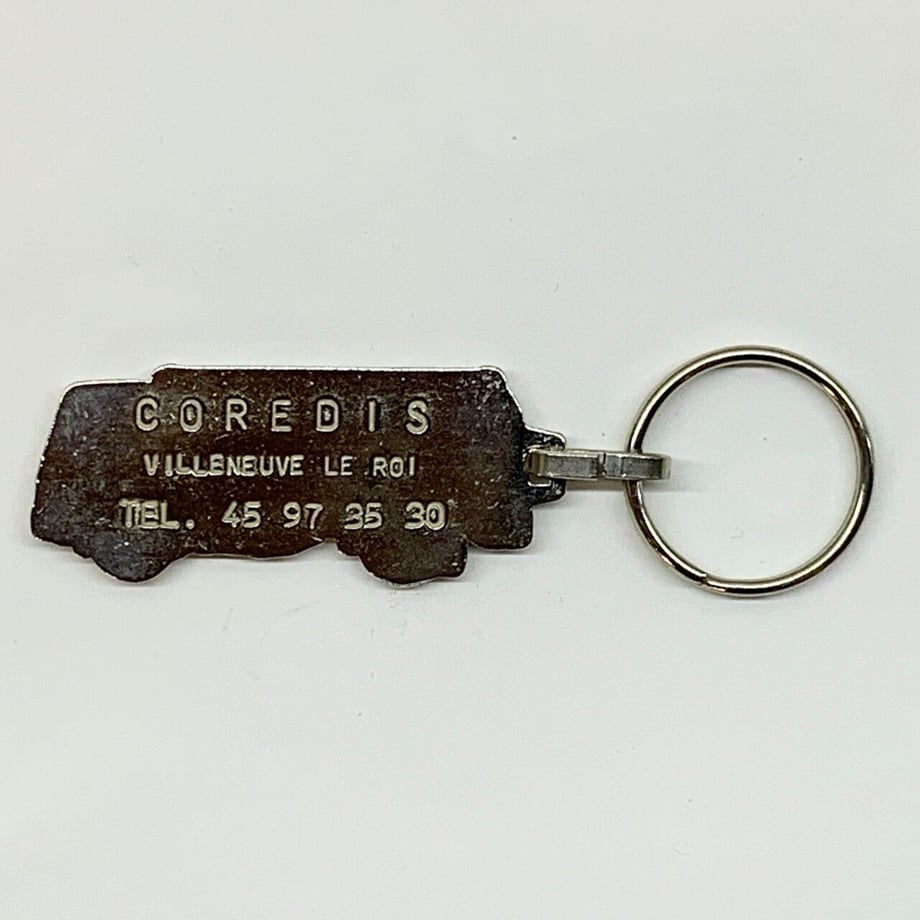 COREDIS
VILLENEUVE LE ROI
TEL. 45 97 35 30